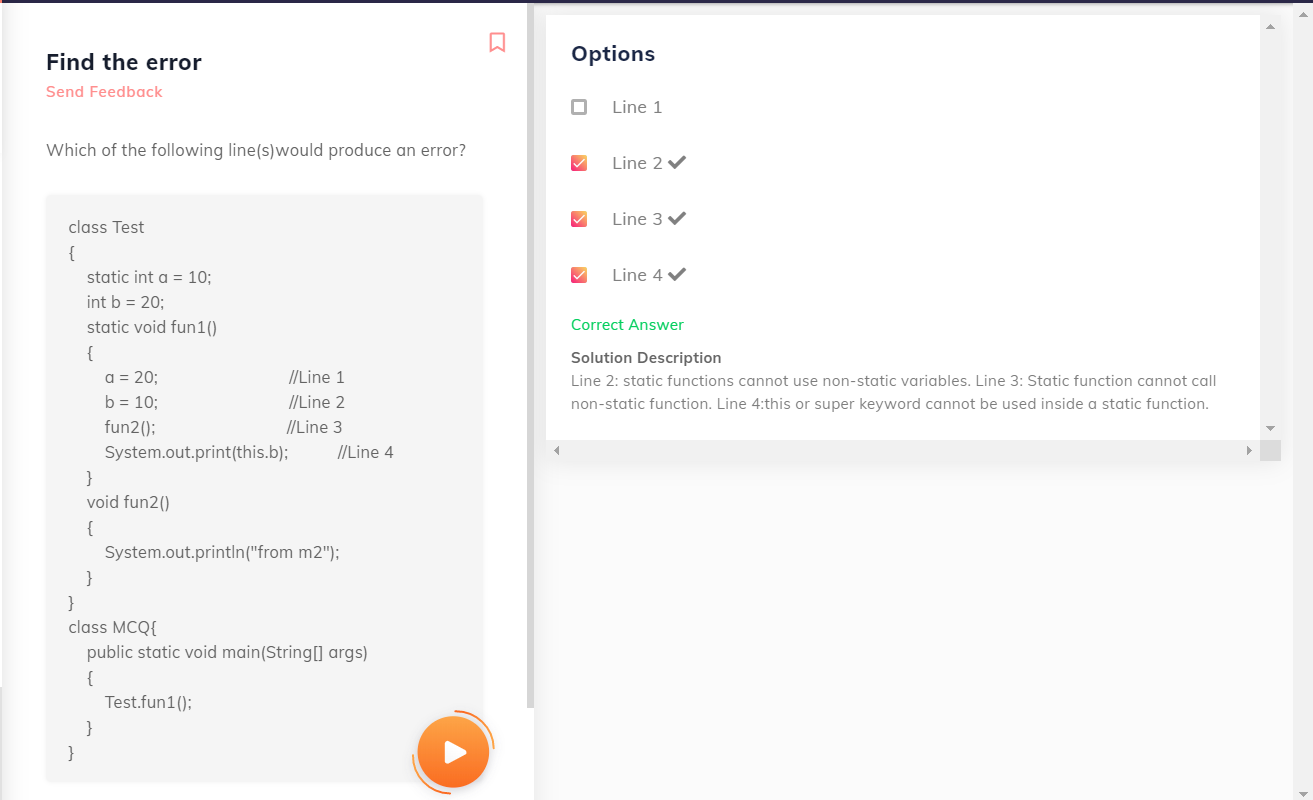 Find the error
Send Feedback
Which of the following line(s)would produce an error?
class Test
{
    static int a = 10;
    int b = 20;
    static void fun1()
    {
        a = 20;                              //Line 1
        b = 10;                              //Line 2
        fun2();                              //Line 3
        System.out.print(this.b);           //Line 4
    }
    void fun2()
    {
        System.out.println("from m2");
    }
}
class MCQ{
    public static void main(String[] args)
    {
        Test.fun1();
    }
}
Options
Line 1
Line 2
Line 3
Line 4
Correct Answer
Solution Description
Line 2: static functions cannot use non-static variables. Line 3: Static function cannot call
non-static function. Line 4:this or super keyword cannot be used inside a static function.